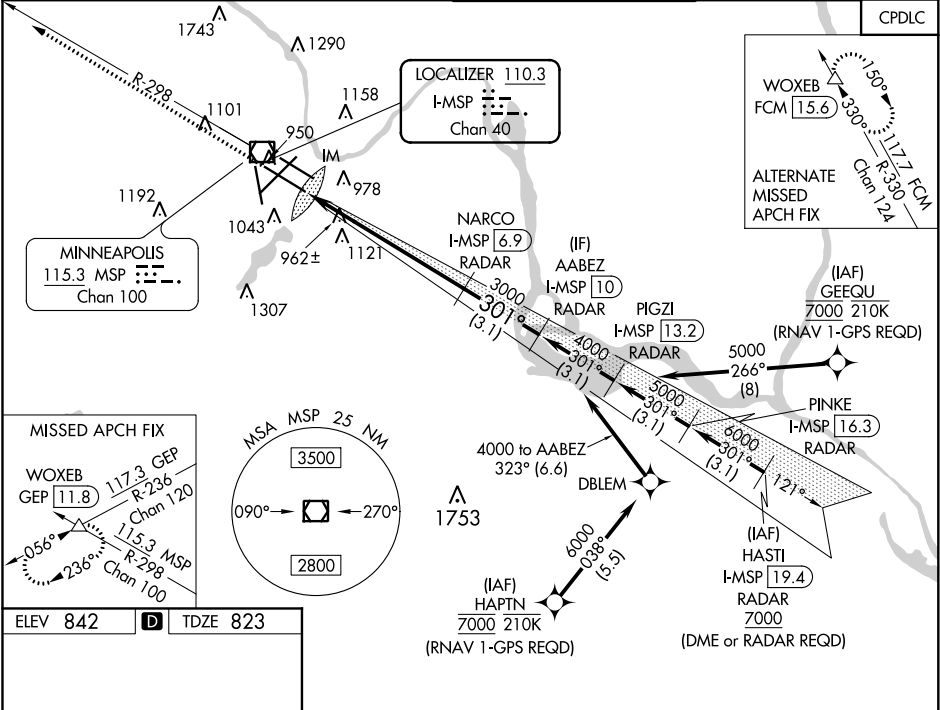 CPDLC
1743
1290
R-298
1101
1158
950
IM
978
1192
1043
962±
1121
1307
LOCALIZER 110.3
I-MSP
Chan 40
MINNEAPOLIS
115.3 MSP
Chan 100
WOXEB
FCM 15.6
150°
330°
117.7 FCM
R-330
Chan 124
ALTERNATE
MISSED
APCH FIX
NARCO
I-MSP 6.9
RADAR
(IF)
AABEZ
I-MSP 10
RADAR
PIGZI
I-MSP 13.2
RADAR
(IAF)
GEEQU
7000 210K
(RNAV 1-GPS REQD)
3000
301°
(3.1)
4000
301°
(3.1)
5000
301°
(3.1)
6000
301°
(3.1)
121°
5000
266°
(8)
PINKE
I-MSP 16.3
RADAR
4000 to AABEZ
323° (6.6)
DBLEM
6000
038°
(5.5)
(IAF)
HAPTN
7000 210K
(RNAV 1-GPS REQD)
(IAF)
HASTI
I-MSP 19.4
RADAR
7000
(DME or RADAR REQD)
MISSED APCH FIX
WOXEB
GEP 11.8
117.3 GEP
R-236
Chan 120
056°
236°
115.3 MSP
R-298
Chan 100
MSA MSP 25 NM
3500
090°
270°
2800
1753
ELEV 842 D TDZE 823